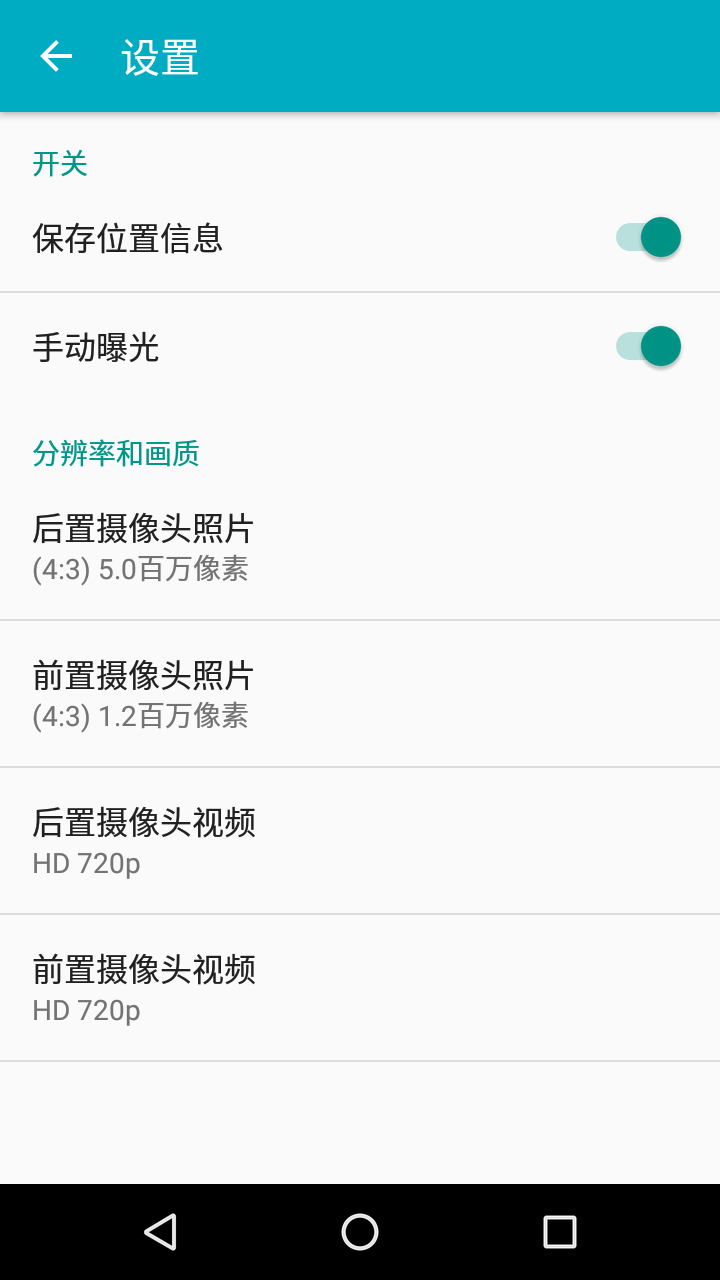 设置
开关
保存位置信息
手动曝光
分辨率和画质
后置摄像头照片
(4:3) 5.0百万像素
前置摄像头照片
(4:3) 1.2百万像素
后置摄像头视频
HD 720p
前置摄像头视频
HD 720p